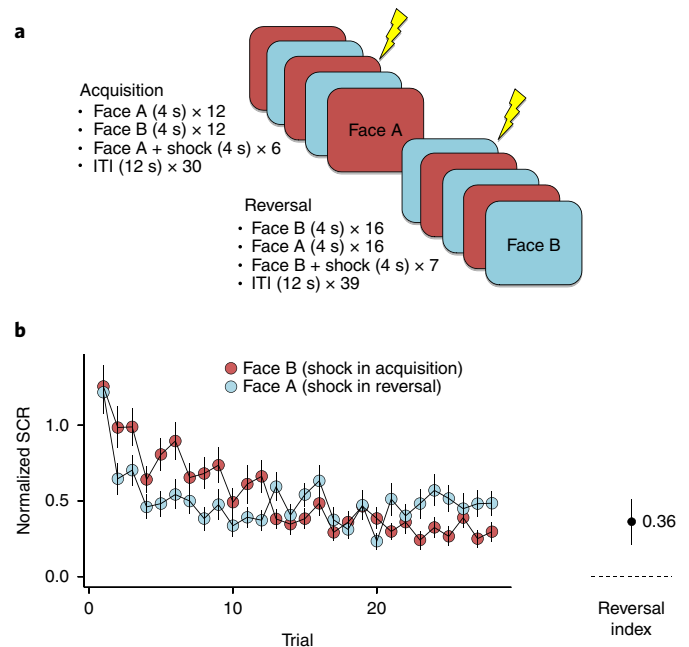 a
Acquisition
• Face A (4 s) × 12
• Face B (4 s) × 12
• Face A + shock (4 s) × 6
• ITI (12 s) × 30
Face A
Reversal
• Face B (4 s) × 16
• Face A (4 s) × 16
• Face B + shock (4 s) × 7
• ITI (12 s) × 39
Face B
b
Face B (shock in acquisition)
Face A (shock in reversal)
Normalized SCR
1.0
0.5
0.0
0
10
20
Trial
0.36
Reversal
index